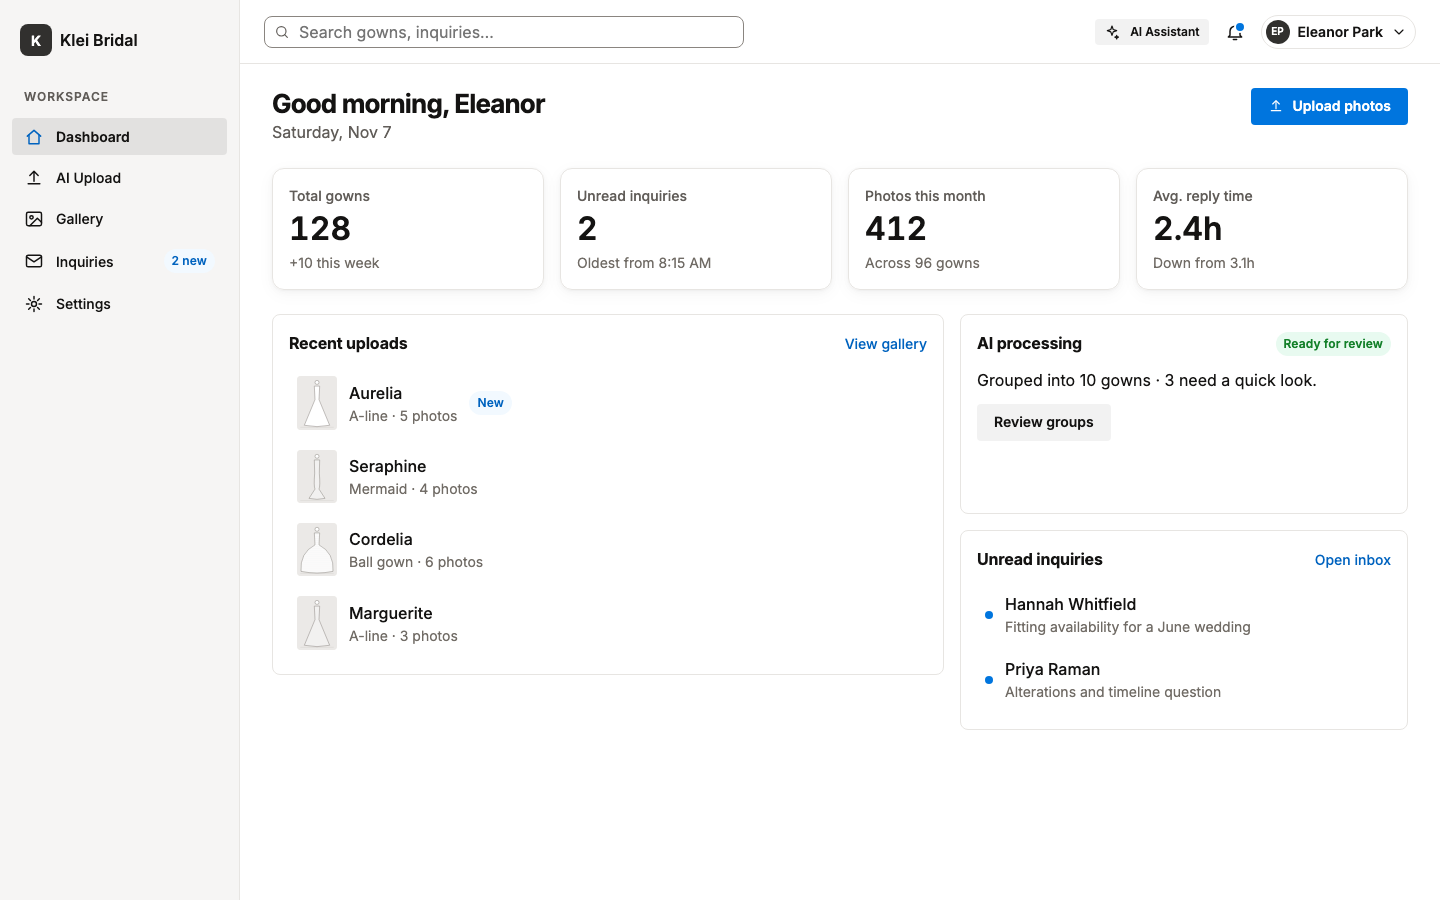 K Klei Bridal
WORKSPACE
Dashboard
AI Upload
Gallery
Inquiries 2 new
Settings
Search gowns, inquiries...
AI Assistant
EP Eleanor Park
Good morning, Eleanor
Saturday, Nov 7
Upload photos
Total gowns
128
+10 this week
Unread inquiries
2
Oldest from 8:15 AM
Photos this month
412
Across 96 gowns
Avg. reply time
2.4h
Down from 3.1h
Recent uploads
View gallery
Aurelia
A-line · 5 photos
New
Seraphine
Mermaid · 4 photos
Cordelia
Ball gown · 6 photos
Marguerite
A-line · 3 photos
AI processing
Ready for review
Grouped into 10 gowns · 3 need a quick look.
Review groups
Unread inquiries
Open inbox
Hannah Whitfield
Fitting availability for a June wedding
Priya Raman
Alterations and timeline question